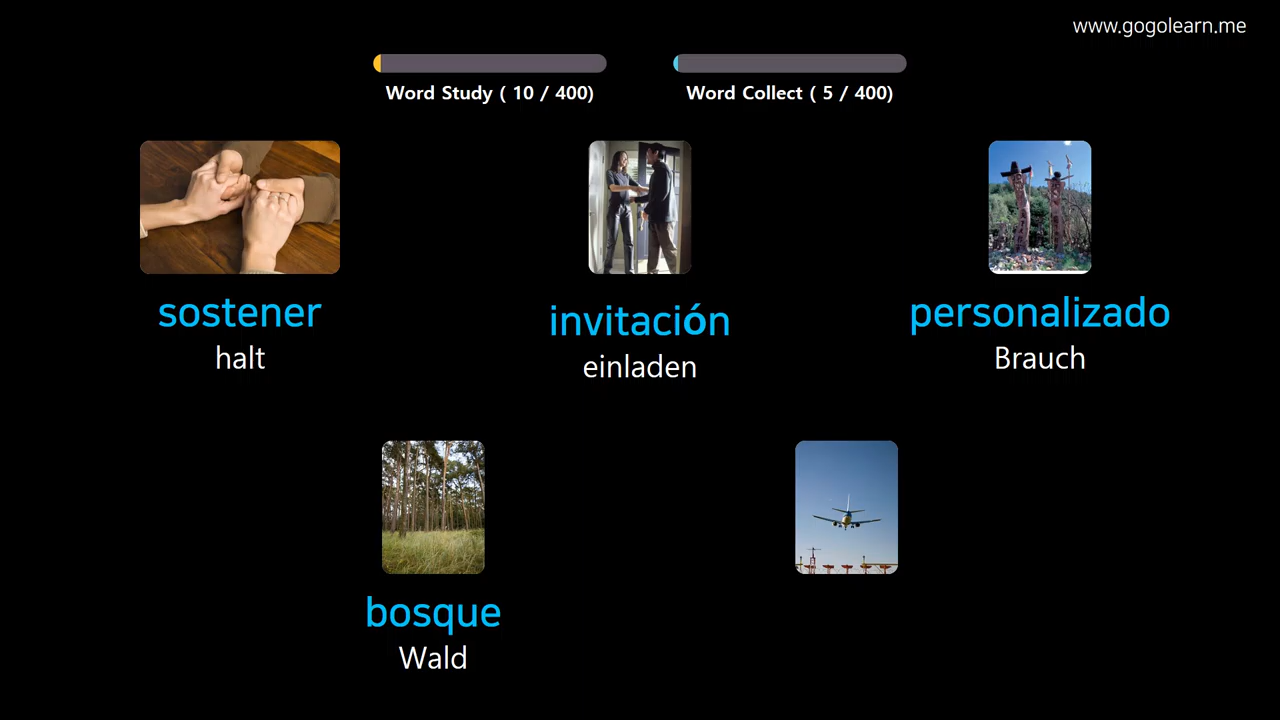 www.gogolearn.me
Word Study ( 10 / 400)
Word Collect ( 5 / 400)
sostener
halt
invitación
einladen
personalizado
Brauch
bosque
Wald